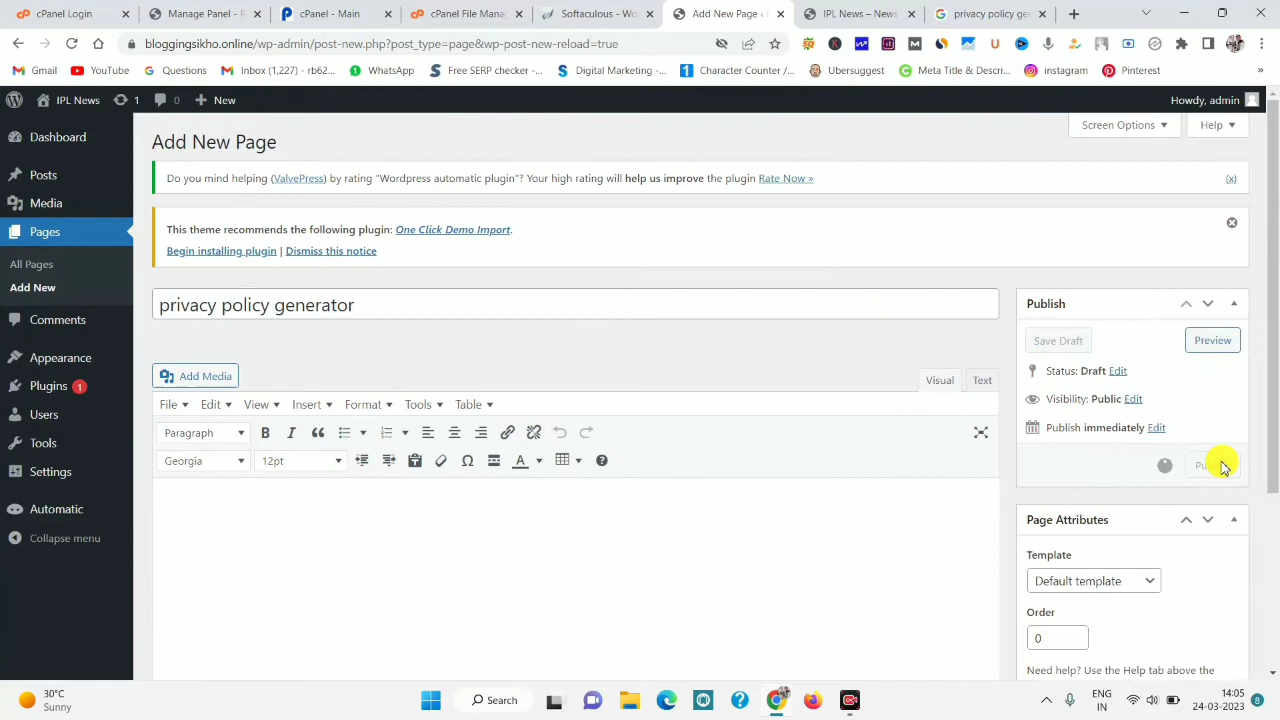 cPanel Login
Manage Panel - P
cPanel - Main
cPanel File Mana
Softaculous - Wo
Add New Page ‹
IPL News – News
privacy policy gen
bloggingsikho.online/wp-admin/post-new.php?post_type=page&wp-post-new-reload=true
Gmail
YouTube
Questions
Inbox (1,227) - rb62...
WhatsApp
Free SERP checker -...
Digital Marketing -...
Character Counter /...
Ubersuggest
Meta Title & Descri...
instagram
Pinterest
»
IPL News
1
0
New
Howdy, admin
Dashboard
Posts
Media
Pages
All Pages
Add New
Comments
Appearance
Plugins 1
Users
Tools
Settings
Automatic
Collapse menu
Screen Options
Help
Add New Page
Do you mind helping (ValvePress) by rating "Wordpress automatic plugin"? Your high rating will help us improve the plugin Rate Now »
(x)
This theme recommends the following plugin: One Click Demo Import.
Begin installing plugin | Dismiss this notice
privacy policy generator
Add Media
Visual
Text
File
Edit
View
Insert
Format
Tools
Table
Paragraph
Georgia
12pt
Publish
Save Draft
Preview
Status: Draft Edit
Visibility: Public Edit
Publish immediately Edit
Page Attributes
Template
Default template
Order
0
Need help? Use the Help tab above the
30°C
Sunny
Search
ENG
IN
14:05
24-03-2023
8